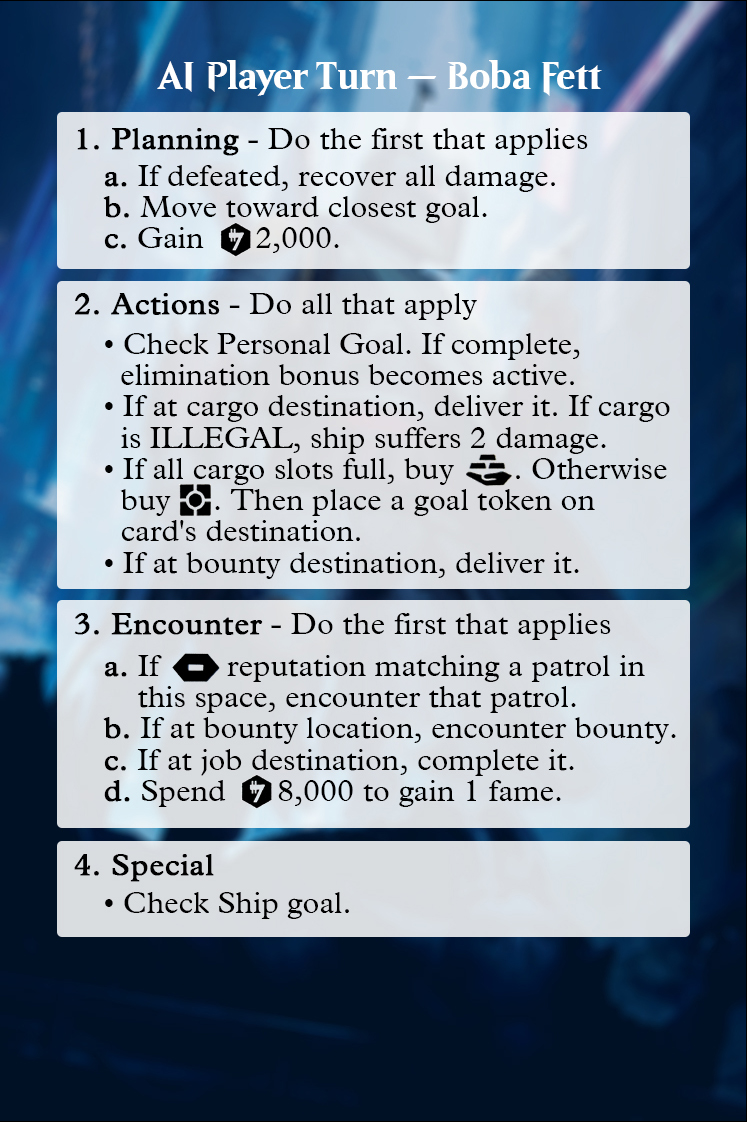 AI Player Turn — Boba Fett
1. Planning - Do the first that applies
a. If defeated, recover all damage.
b. Move toward closest goal.
c. Gain 2,000.
2. Actions - Do all that apply
• Check Personal Goal. If complete,
elimination bonus becomes active.
• If at cargo destination, deliver it. If cargo
is ILLEGAL, ship suffers 2 damage.
• If all cargo slots full, buy . Otherwise
buy . Then place a goal token on
card's destination.
• If at bounty destination, deliver it.
3. Encounter - Do the first that applies
a. If reputation matching a patrol in
this space, encounter that patrol.
b. If at bounty location, encounter bounty.
c. If at job destination, complete it.
d. Spend 8,000 to gain 1 fame.
4. Special
• Check Ship goal.